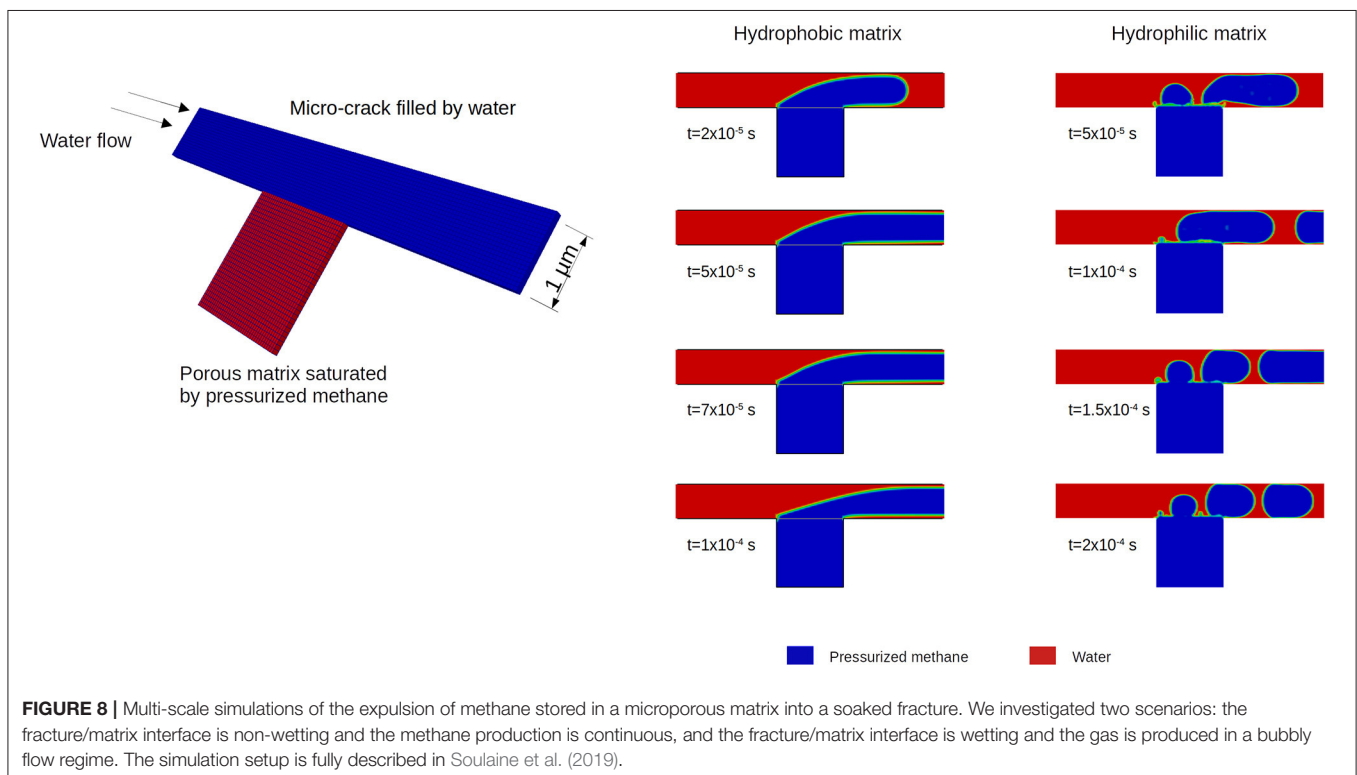 Hydrophobic matrix
Hydrophilic matrix
Micro-crack filled by water
Water flow
1 μm
Porous matrix saturated
by pressurized methane
t=2x10⁻⁵ s
t=5x10⁻⁵ s
t=7x10⁻⁵ s
t=1x10⁻⁴ s
t=5x10⁻⁵ s
t=1x10⁻⁴ s
t=1.5x10⁻⁴ s
t=2x10⁻⁴ s
Pressurized methane
Water
FIGURE 8 | Multi-scale simulations of the expulsion of methane stored in a microporous matrix into a soaked fracture. We investigated two scenarios: the
fracture/matrix interface is non-wetting and the methane production is continuous, and the fracture/matrix interface is wetting and the gas is produced in a bubbly
flow regime. The simulation setup is fully described in Soulaine et al. (2019).